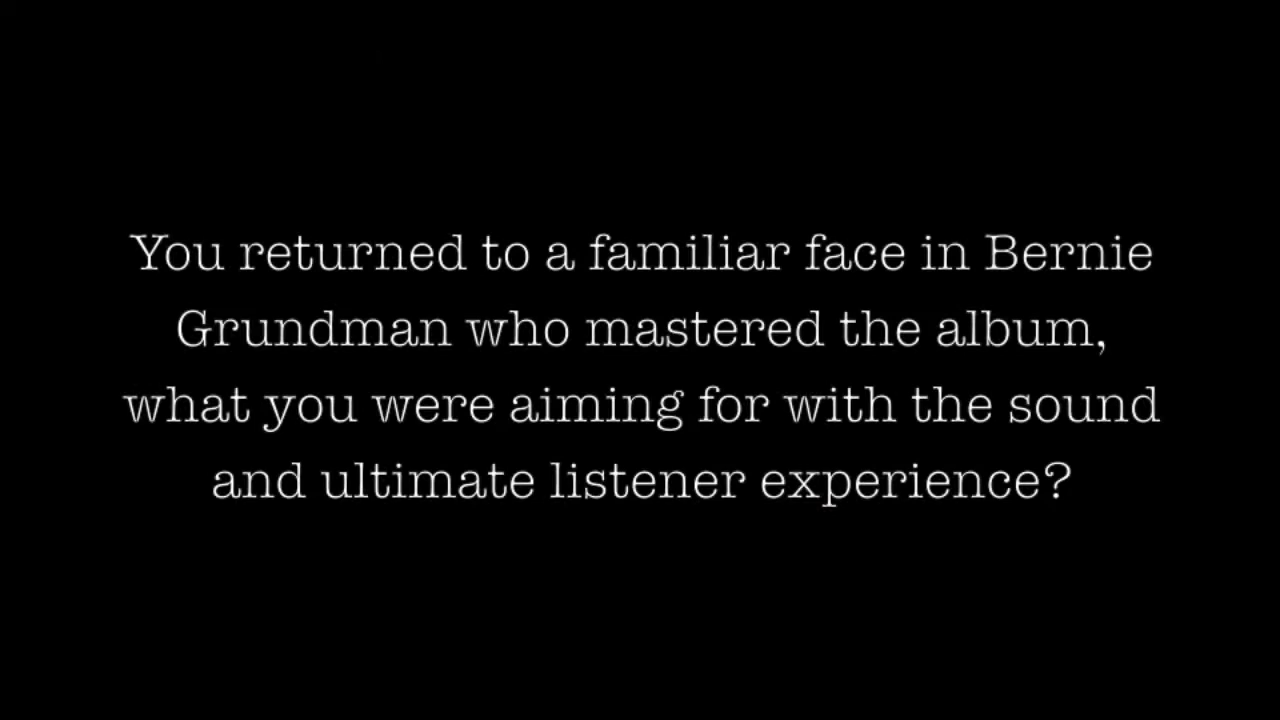 You returned to a familiar face in Bernie
Grundman who mastered the album,
what you were aiming for with the sound
and ultimate listener experience?